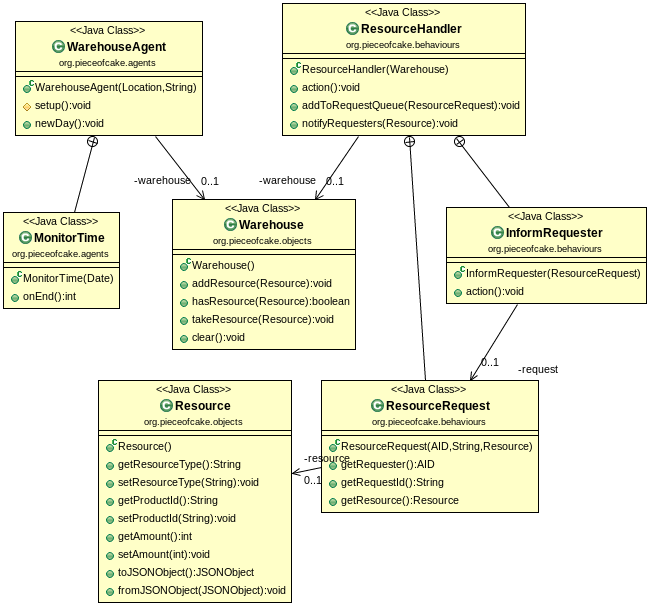 <<Java Class>>
WarehouseAgent
org.pieceofcake.agents
WarehouseAgent(Location,String)
setup():void
newDay():void
<<Java Class>>
ResourceHandler
org.pieceofcake.behaviours
ResourceHandler(Warehouse)
action():void
addToRequestQueue(ResourceRequest):void
notifyRequesters(Resource):void
-warehouse
0..1
-warehouse
0..1
<<Java Class>>
MonitorTime
org.pieceofcake.agents
MonitorTime(Date)
onEnd():int
<<Java Class>>
Warehouse
org.pieceofcake.objects
Warehouse()
addResource(Resource):void
hasResource(Resource):boolean
takeResource(Resource):void
clear():void
<<Java Class>>
InformRequester
org.pieceofcake.behaviours
InformRequester(ResourceRequest)
action():void
0..1
-request
<<Java Class>>
Resource
org.pieceofcake.objects
Resource()
getResourceType():String
setResourceType(String):void
getProductId():String
setProductId(String):void
getAmount():int
setAmount(int):void
toJSONObject():JSONObject
fromJSONObject(JSONObject):void
-resource
0..1
<<Java Class>>
ResourceRequest
org.pieceofcake.behaviours
ResourceRequest(AID,String,Resource)
getRequester():AID
getRequestId():String
getResource():Resource